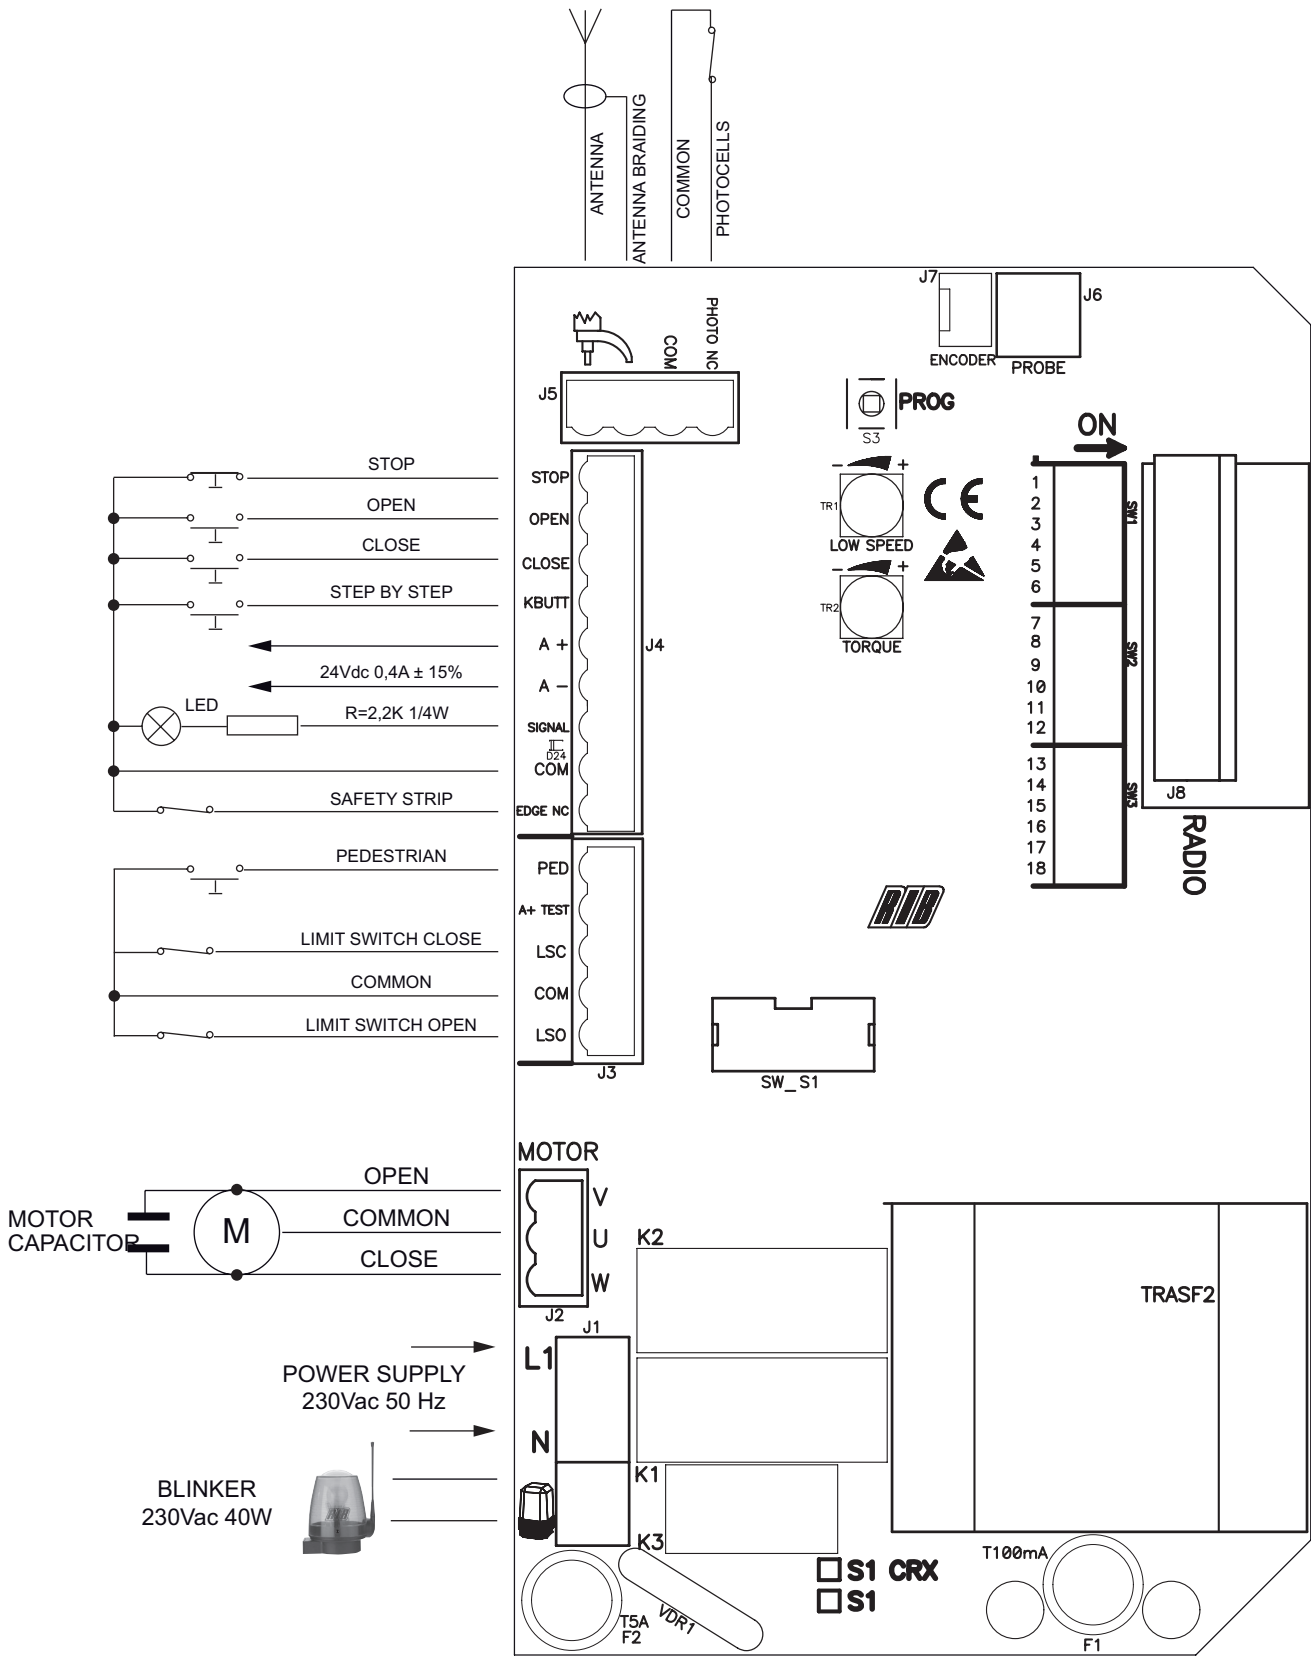 ANTENNA
ANTENNA BRAIDING
COMMON
PHOTOCELLS
J7
J6
ENCODER
PROBE
COM
PHOTO NC
J5
PROG
S3
ON
STOP
OPEN
CLOSE
STEP BY STEP
24Vdc 0,4A ± 15%
LED
R=2,2K 1/4W
SAFETY STRIP
STOP
OPEN
CLOSE
KBUTT
A +
A -
SIGNAL
D24
COM
EDGE NC
J4
- +
TR1
LOW SPEED
- +
TR2
TORQUE
CE
1
2
3
4
5
6
7
8
9
10
11
12
13
14
15
16
17
18
SW1
SW2
SW3
J8
RADIO
RIB
PEDESTRIAN
LIMIT SWITCH CLOSE
COMMON
LIMIT SWITCH OPEN
PED
A+ TEST
LSC
COM
LSO
J3
SW_S1
MOTOR
OPEN
COMMON
CLOSE
MOTOR
CAPACITOR
M
V
U
W
J2
K2
TRASF2
J1
L1
POWER SUPPLY
230Vac 50 Hz
N
K1
BLINKER
230Vac 40W
K3
S1 CRX
S1
T5A
F2
VDR1
T100mA
F1